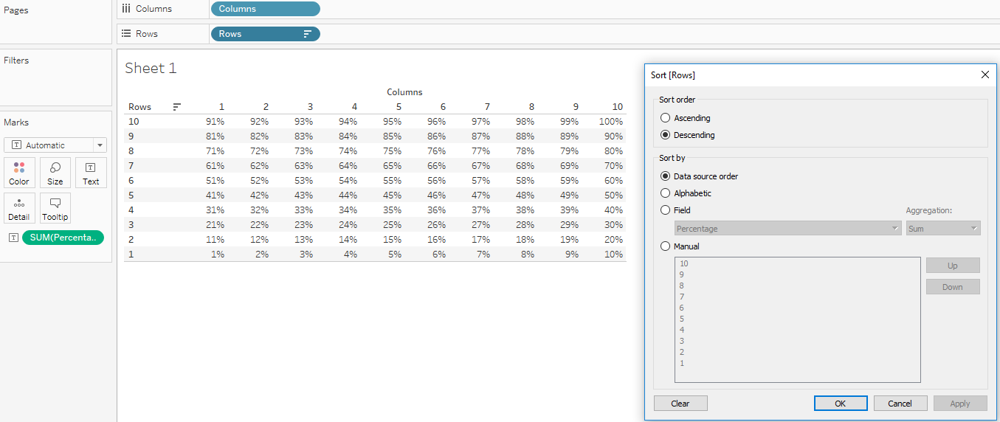 Pages
Columns
Columns
Rows
Rows
Filters
Marks
Automatic
Color Size Text
Detail Tooltip
SUM(Percenta..
Sheet 1
Columns
Rows 1 2 3 4 5 6 7 8 9 10
10 91% 92% 93% 94% 95% 96% 97% 98% 99% 100%
9 81% 82% 83% 84% 85% 86% 87% 88% 89% 90%
8 71% 72% 73% 74% 75% 76% 77% 78% 79% 80%
7 61% 62% 63% 64% 65% 66% 67% 68% 69% 70%
6 51% 52% 53% 54% 55% 56% 57% 58% 59% 60%
5 41% 42% 43% 44% 45% 46% 47% 48% 49% 50%
4 31% 32% 33% 34% 35% 36% 37% 38% 39% 40%
3 21% 22% 23% 24% 25% 26% 27% 28% 29% 30%
2 11% 12% 13% 14% 15% 16% 17% 18% 19% 20%
1 1% 2% 3% 4% 5% 6% 7% 8% 9% 10%
Sort [Rows]
Sort order
Ascending
Descending
Sort by
Data source order
Alphabetic
Field Aggregation:
Percentage Sum
Manual
10
9
8
7
6
5
4
3
2
1
Up
Down
Clear OK Cancel Apply